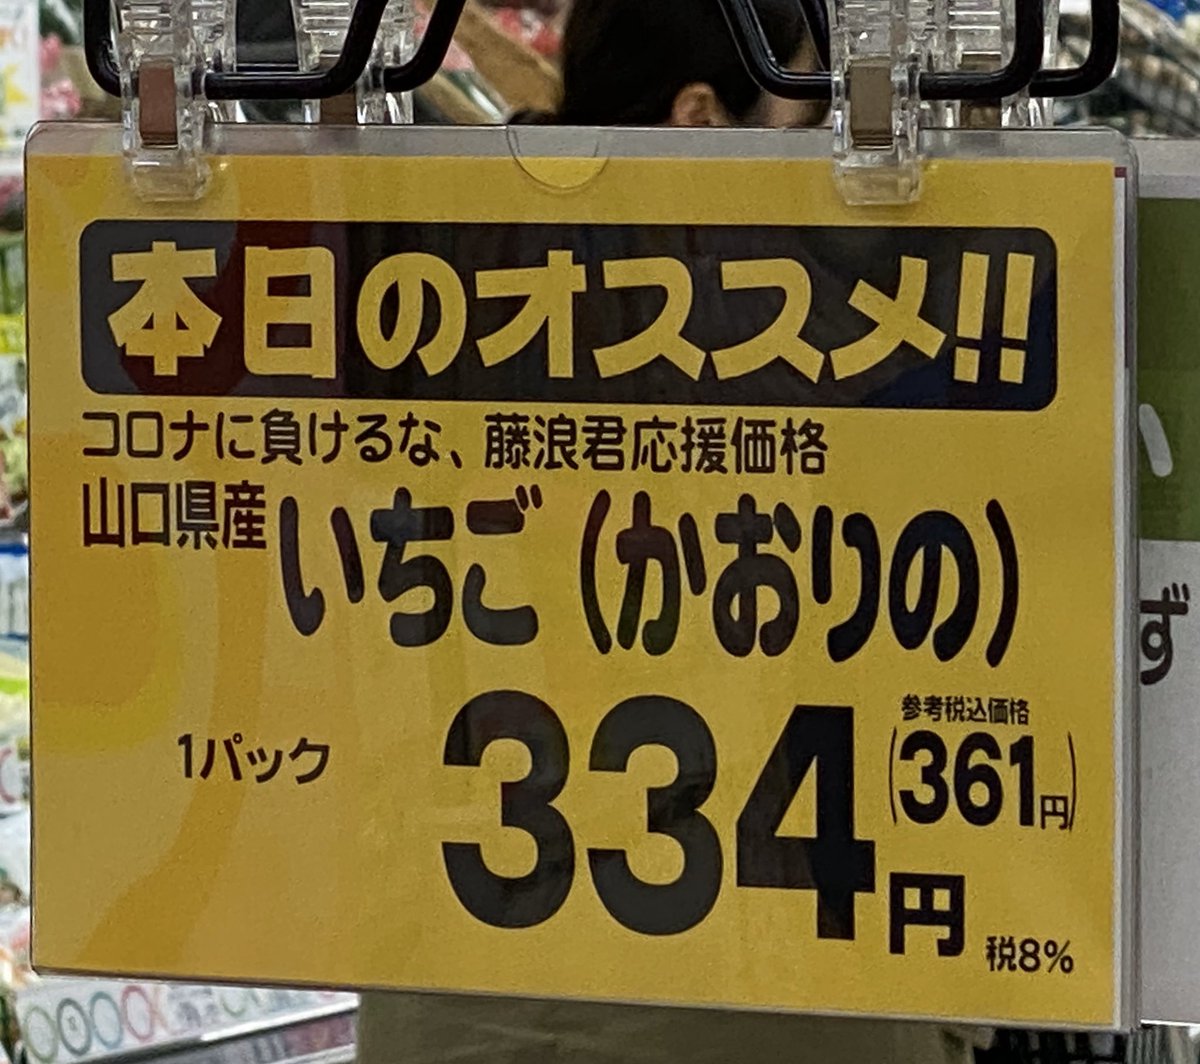 本日のオススメ!!
コロナに負けるな、藤浪君応援価格
山口県産いちご(かおりの)
1パック
334円
参考税込価格
(361円)
税8%
ず